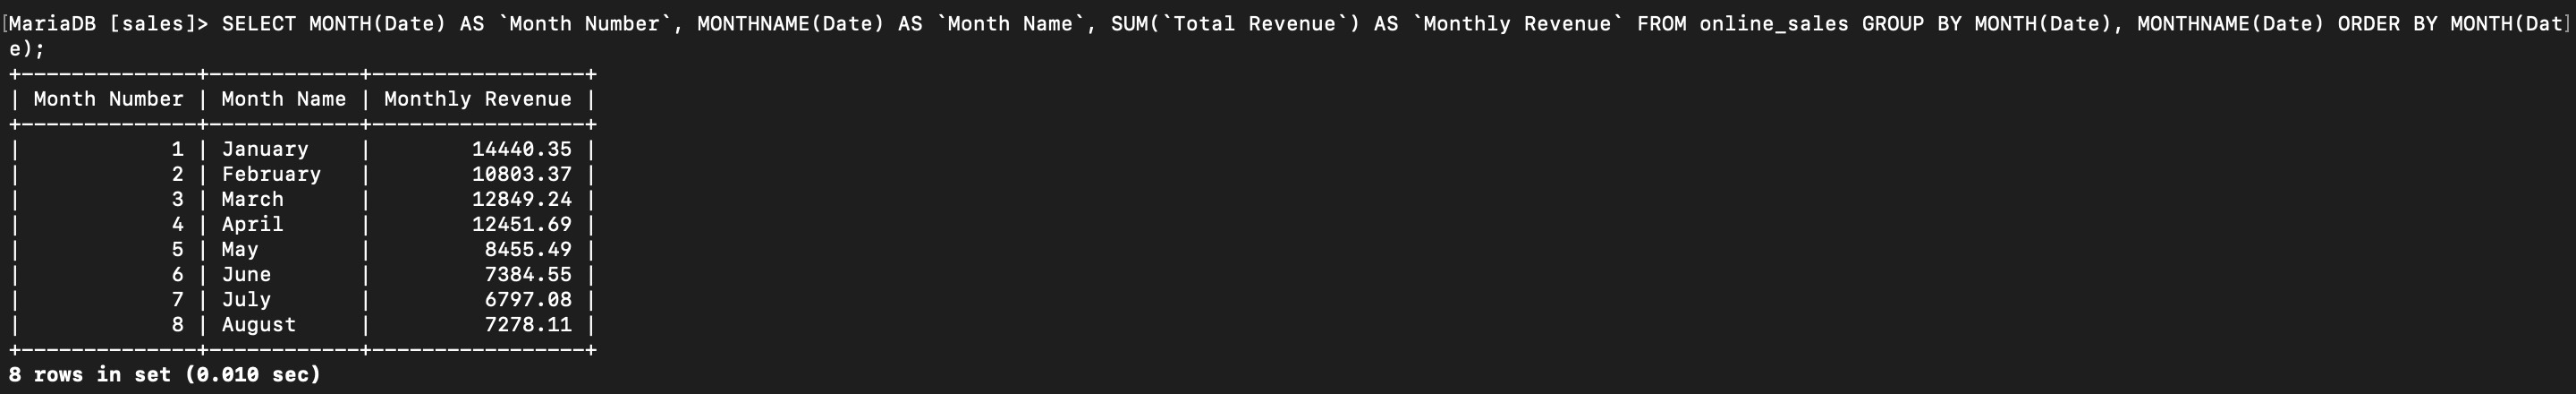 [MariaDB [sales]> SELECT MONTH(Date) AS `Month Number`, MONTHNAME(Date) AS `Month Name`, SUM(`Total Revenue`) AS `Monthly Revenue` FROM online_sales GROUP BY MONTH(Date), MONTHNAME(Date) ORDER BY MONTH(Dat]
e);
+--------------+------------+-----------------+
| Month Number | Month Name | Monthly Revenue |
+--------------+------------+-----------------+
|            1 | January    |        14440.35 |
|            2 | February   |        10803.37 |
|            3 | March      |        12849.24 |
|            4 | April      |        12451.69 |
|            5 | May        |         8455.49 |
|            6 | June       |         7384.55 |
|            7 | July       |         6797.08 |
|            8 | August     |         7278.11 |
+--------------+------------+-----------------+
8 rows in set (0.010 sec)